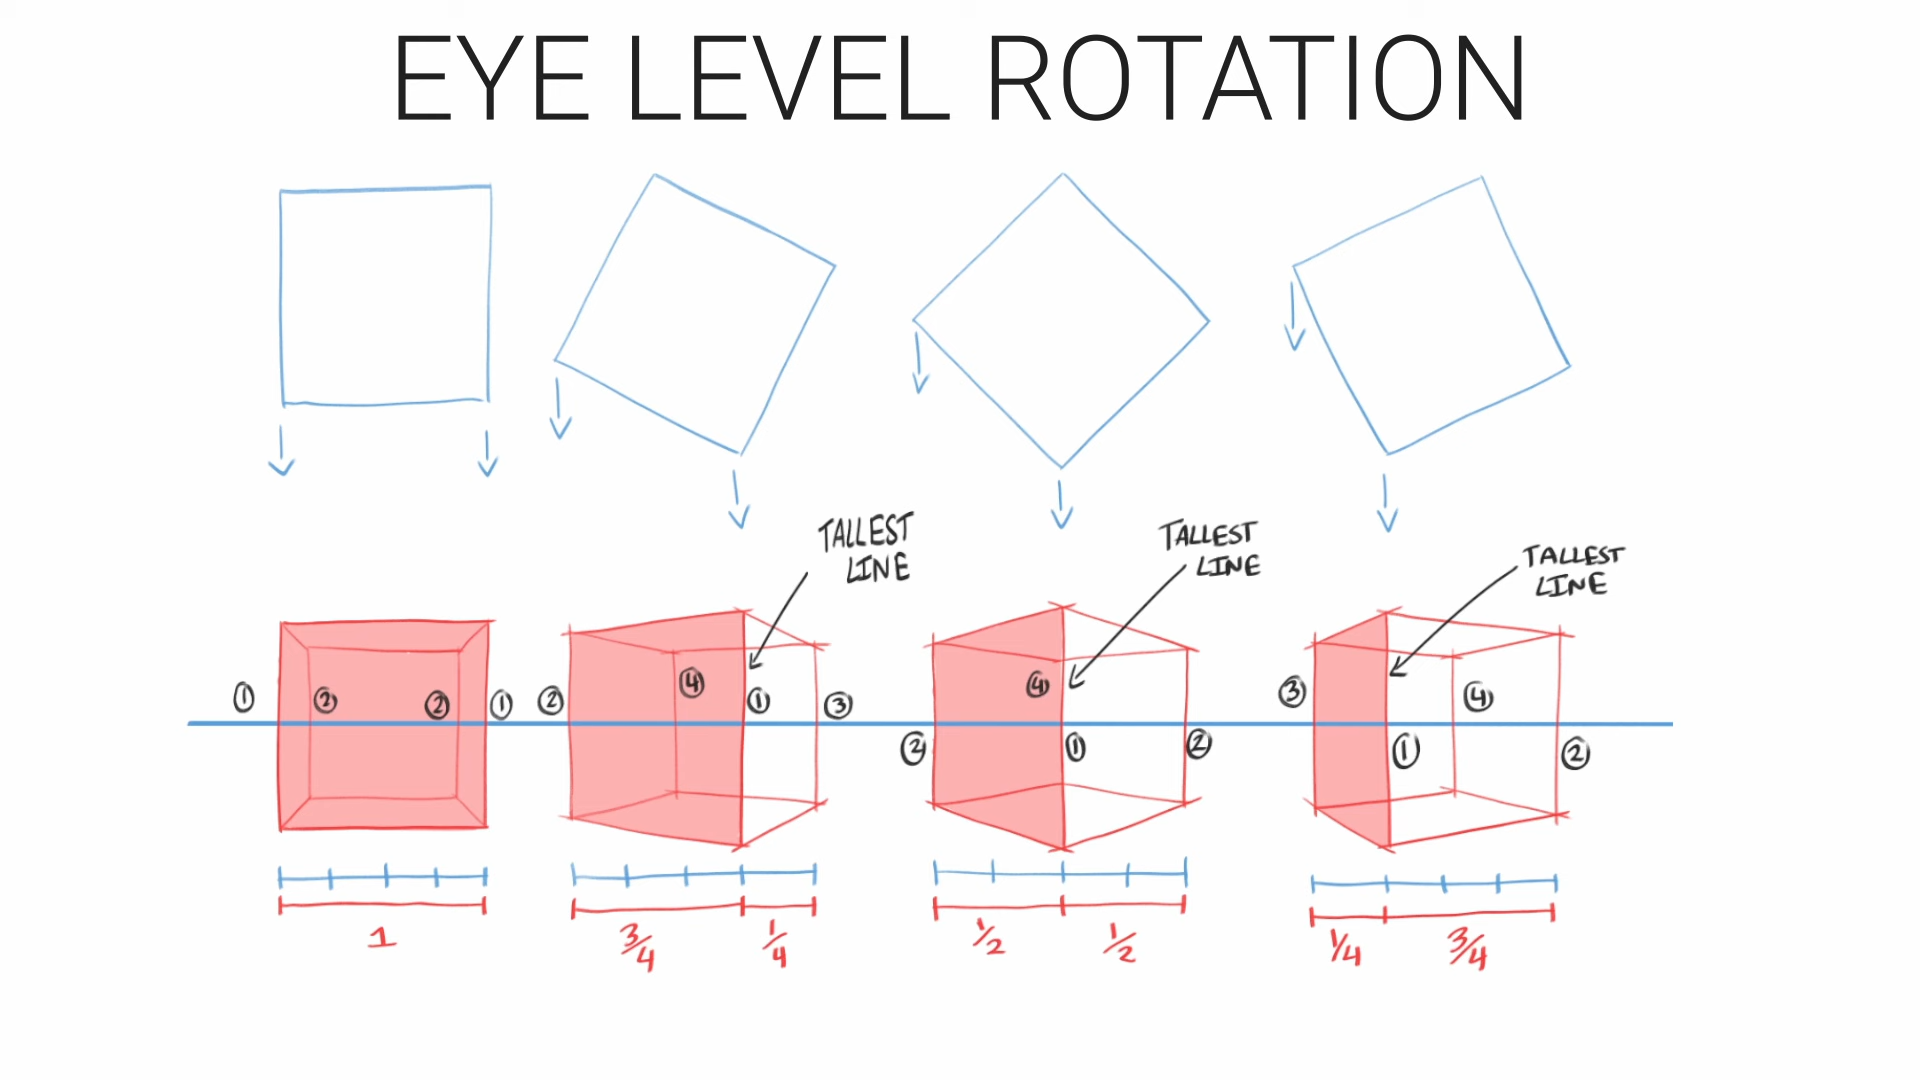 EYE LEVEL ROTATION
TALLEST
LINE
TALLEST
LINE
TALLEST
LINE
① ② ② ①
② ④ ① ③
② ④ ① ②
③ ① ④ ②
1
3/4 1/4
1/2 1/2
1/4 3/4